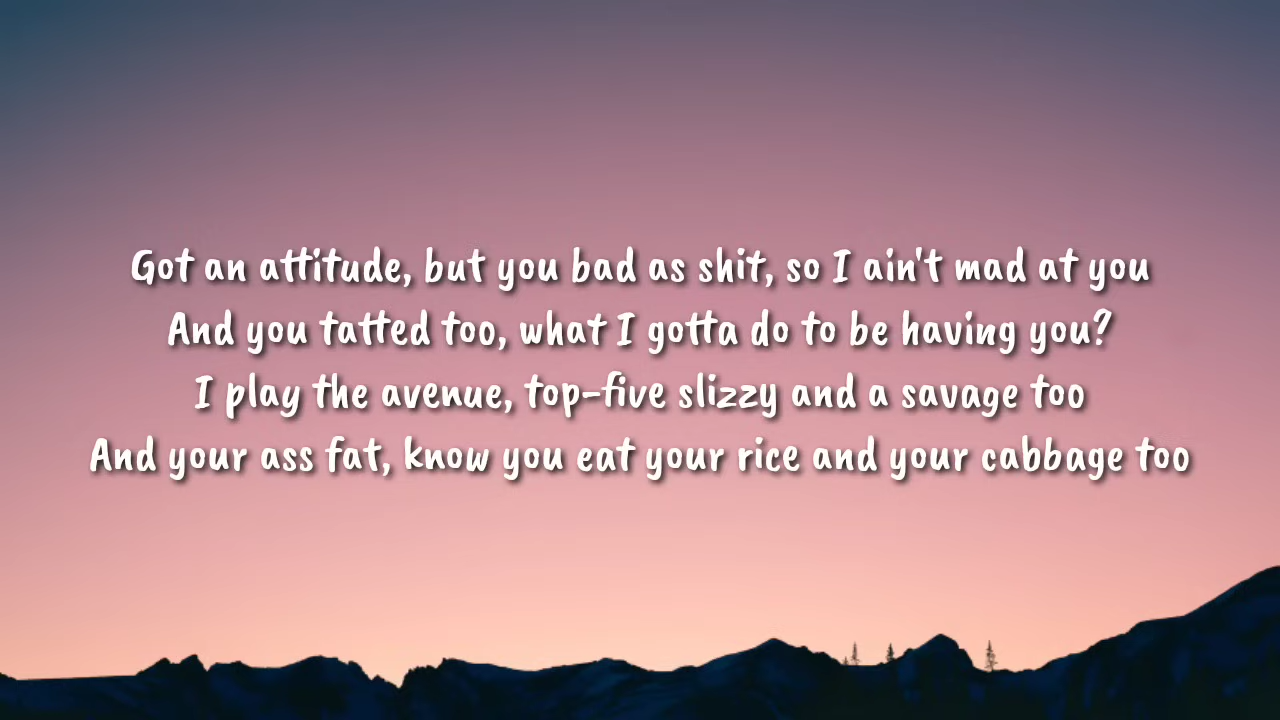 Got an attitude, but you bad as shit, so I ain't mad at you
And you tatted too, what I gotta do to be having you?
I play the avenue, top-five slizzy and a savage too
And your ass fat, know you eat your rice and your cabbage too